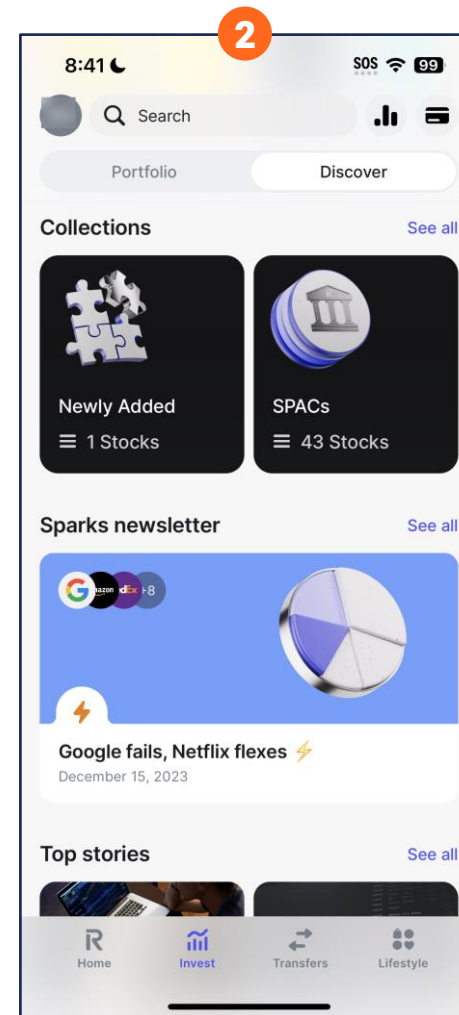 2
8:41
SOS 99
Search
Portfolio Discover
Collections See all
Newly Added
1 Stocks
SPACs
43 Stocks
Sparks newsletter See all
G azon dEx +8
Google fails, Netflix flexes ⚡
December 15, 2023
Top stories See all
R
Home Invest Transfers Lifestyle